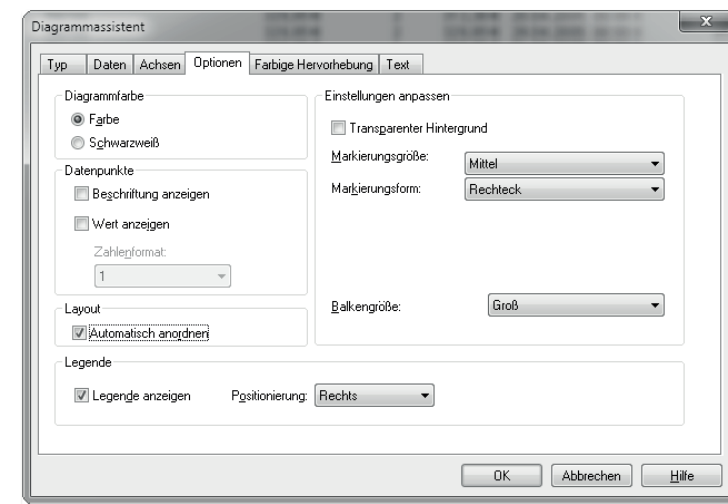 Diagrammassistent
Typ Daten Achsen Optionen Farbige Hervorhebung Text
Diagrammfarbe
Farbe
Schwarzweiß
Datenpunkte
Beschriftung anzeigen
Wert anzeigen
Zahlenformat:
1
Layout
Automatisch anordnen
Einstellungen anpassen
Transparenter Hintergrund
Markierungsgröße: Mittel
Markierungsform: Rechteck
Balkengröße: Groß
Legende
Legende anzeigen Positionierung: Rechts
OK Abbrechen Hilfe